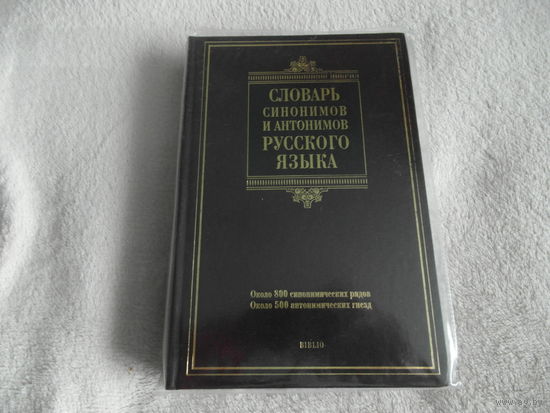 СЛОВАРЬ
СИНОНИМОВ
И АНТОНИМОВ
РУССКОГО
ЯЗЫКА
Около 800 синонимических рядов
Около 500 антонимических гнезд
BIBLIO